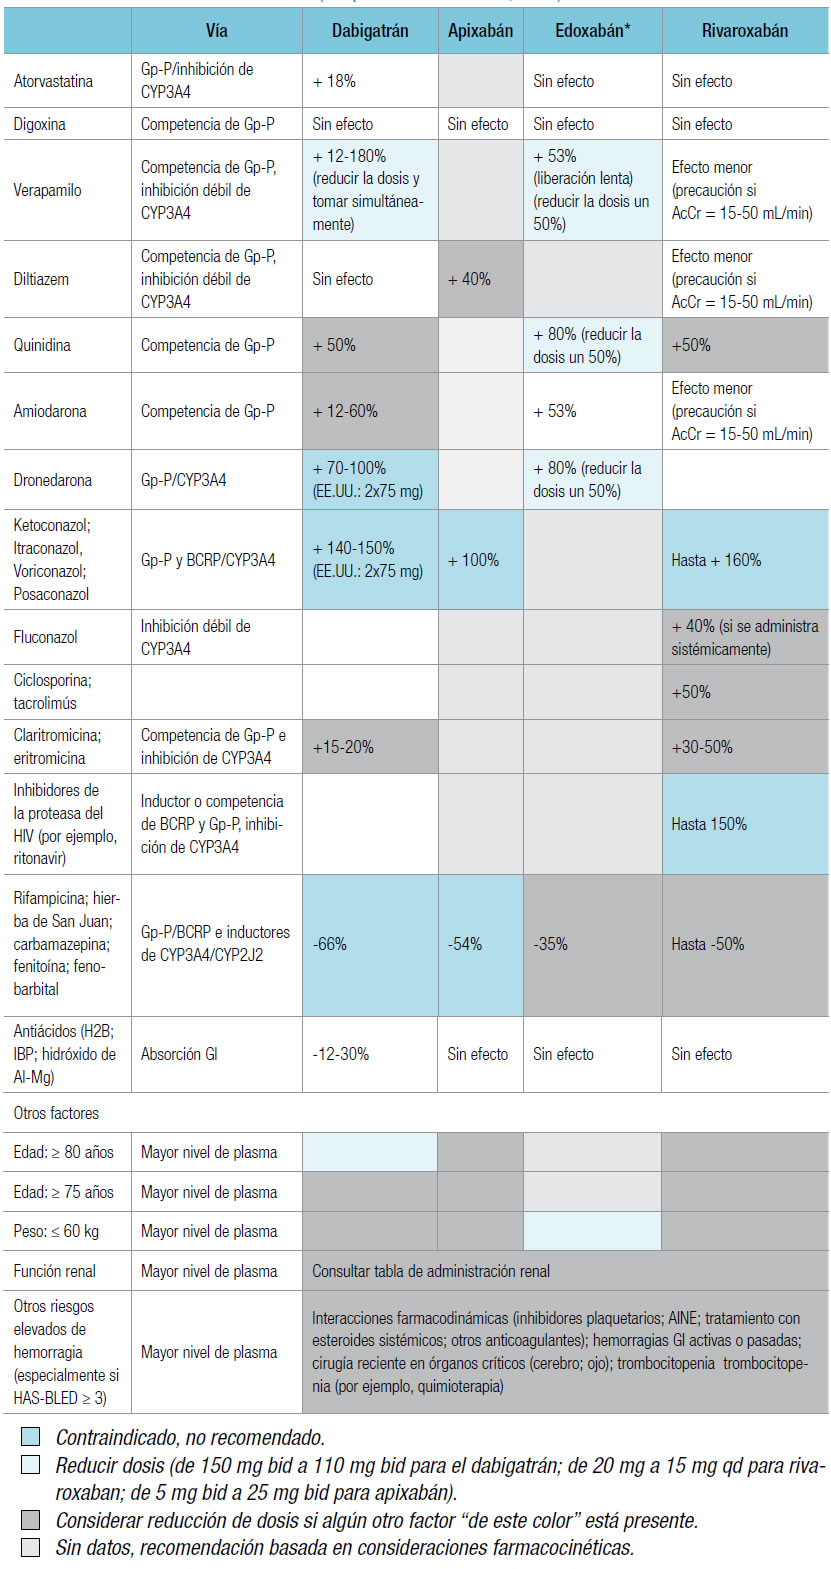 Vía Dabigatrán Apixabán Edoxabán* Rivaroxabán
Atorvastatina
Gp-P/inhibición de
CYP3A4
+ 18%
Sin efecto
Sin efecto
Digoxina
Competencia de Gp-P
Sin efecto
Sin efecto
Sin efecto
Sin efecto
Verapamilo
Competencia de Gp-P,
inhibición débil de
CYP3A4
+ 12-180%
(reducir la dosis y
tomar simultánea-
mente)
+ 53%
(liberación lenta)
(reducir la dosis un
50%)
Efecto menor
(precaución si
AcCr = 15-50 mL/min)
Diltiazem
Competencia de Gp-P,
inhibición débil de
CYP3A4
Sin efecto
+ 40%
Efecto menor
(precaución si
AcCr = 15-50 mL/min)
Quinidina
Competencia de Gp-P
+ 50%
+ 80% (reducir la
dosis un 50%)
+50%
Amiodarona
Competencia de Gp-P
+ 12-60%
+ 53%
Efecto menor
(precaución si
AcCr = 15-50 mL/min)
Dronedarona
Gp-P/CYP3A4
+ 70-100%
(EE.UU.: 2x75 mg)
+ 80% (reducir la
dosis un 50%)
Ketoconazol;
Itraconazol,
Voriconazol;
Posaconazol
Gp-P y BCRP/CYP3A4
+ 140-150%
(EE.UU.: 2x75 mg)
+ 100%
Hasta + 160%
Fluconazol
Inhibición débil de
CYP3A4
+ 40% (si se administra
sistémicamente)
Ciclosporina;
tacrolimús
+50%
Claritromicina;
eritromicina
Competencia de Gp-P e
inhibición de CYP3A4
+15-20%
+30-50%
Inhibidores de
la proteasa del
HIV (por ejemplo,
ritonavir)
Inductor o competencia
de BCRP y Gp-P, inhibi-
ción de CYP3A4
Hasta 150%
Rifampicina; hier-
ba de San Juan;
carbamazepina;
fenitoína; feno-
barbital
Gp-P/BCRP e inductores
de CYP3A4/CYP2J2
-66%
-54%
-35%
Hasta -50%
Antiácidos (H2B;
IBP; hidróxido de
Al-Mg)
Absorción GI
-12-30%
Sin efecto
Sin efecto
Sin efecto
Otros factores
Edad: ≥ 80 años
Mayor nivel de plasma
Edad: ≥ 75 años
Mayor nivel de plasma
Peso: ≤ 60 kg
Mayor nivel de plasma
Función renal
Mayor nivel de plasma
Consultar tabla de administración renal
Otros riesgos
elevados de
hemorragia
(especialmente si
HAS-BLED ≥ 3)
Mayor nivel de plasma
Interacciones farmacodinámicas (inhibidores plaquetarios; AINE; tratamiento con
esteroides sistémicos; otros anticoagulantes); hemorragias GI activas o pasadas;
cirugía reciente en órganos críticos (cerebro; ojo); trombocitopenia trombocitope-
nia (por ejemplo, quimioterapia)
Contraindicado, no recomendado.
Reducir dosis (de 150 mg bid a 110 mg bid para el dabigatrán; de 20 mg a 15 mg qd para riva-
roxaban; de 5 mg bid a 25 mg bid para apixabán).
Considerar reducción de dosis si algún otro factor “de este color” está presente.
Sin datos, recomendación basada en consideraciones farmacocinéticas.